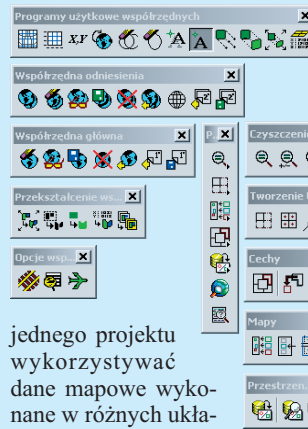 Programy użytkowe współrzędnych
X,Y
Współrzędna odniesienia
Współrzędna główna
P..
Czyszczenie
Przekształcenie ws...
Tworzenie
Opcje wsp...
Cechy
Mapy
Przestrzen.
jednego projektu
wykorzystywać
dane mapowe wyko-
nane w różnych ukła-